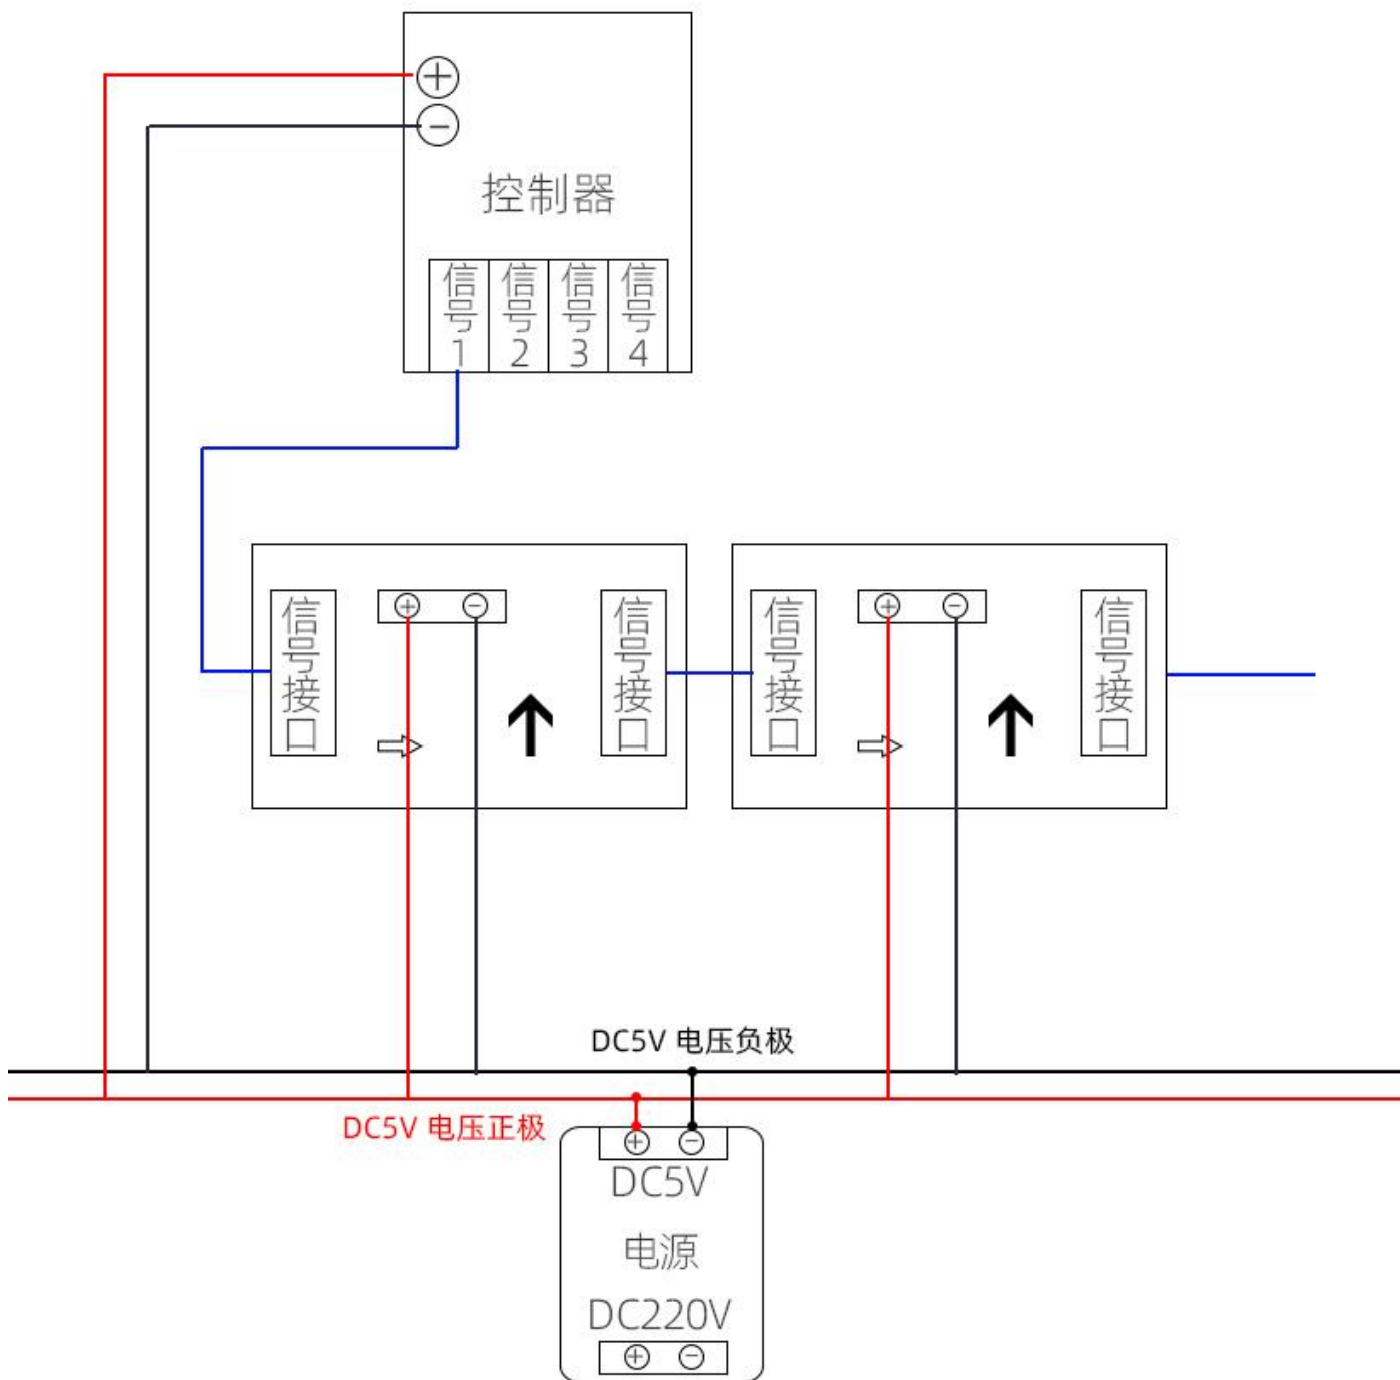 +
-
控制器
信号1
信号2
信号3
信号4
信号接口
+ -
信号接口
信号接口
+ -
信号接口
DC5V 电压负极
DC5V 电压正极
+ -
DC5V
电源
DC220V
+ -